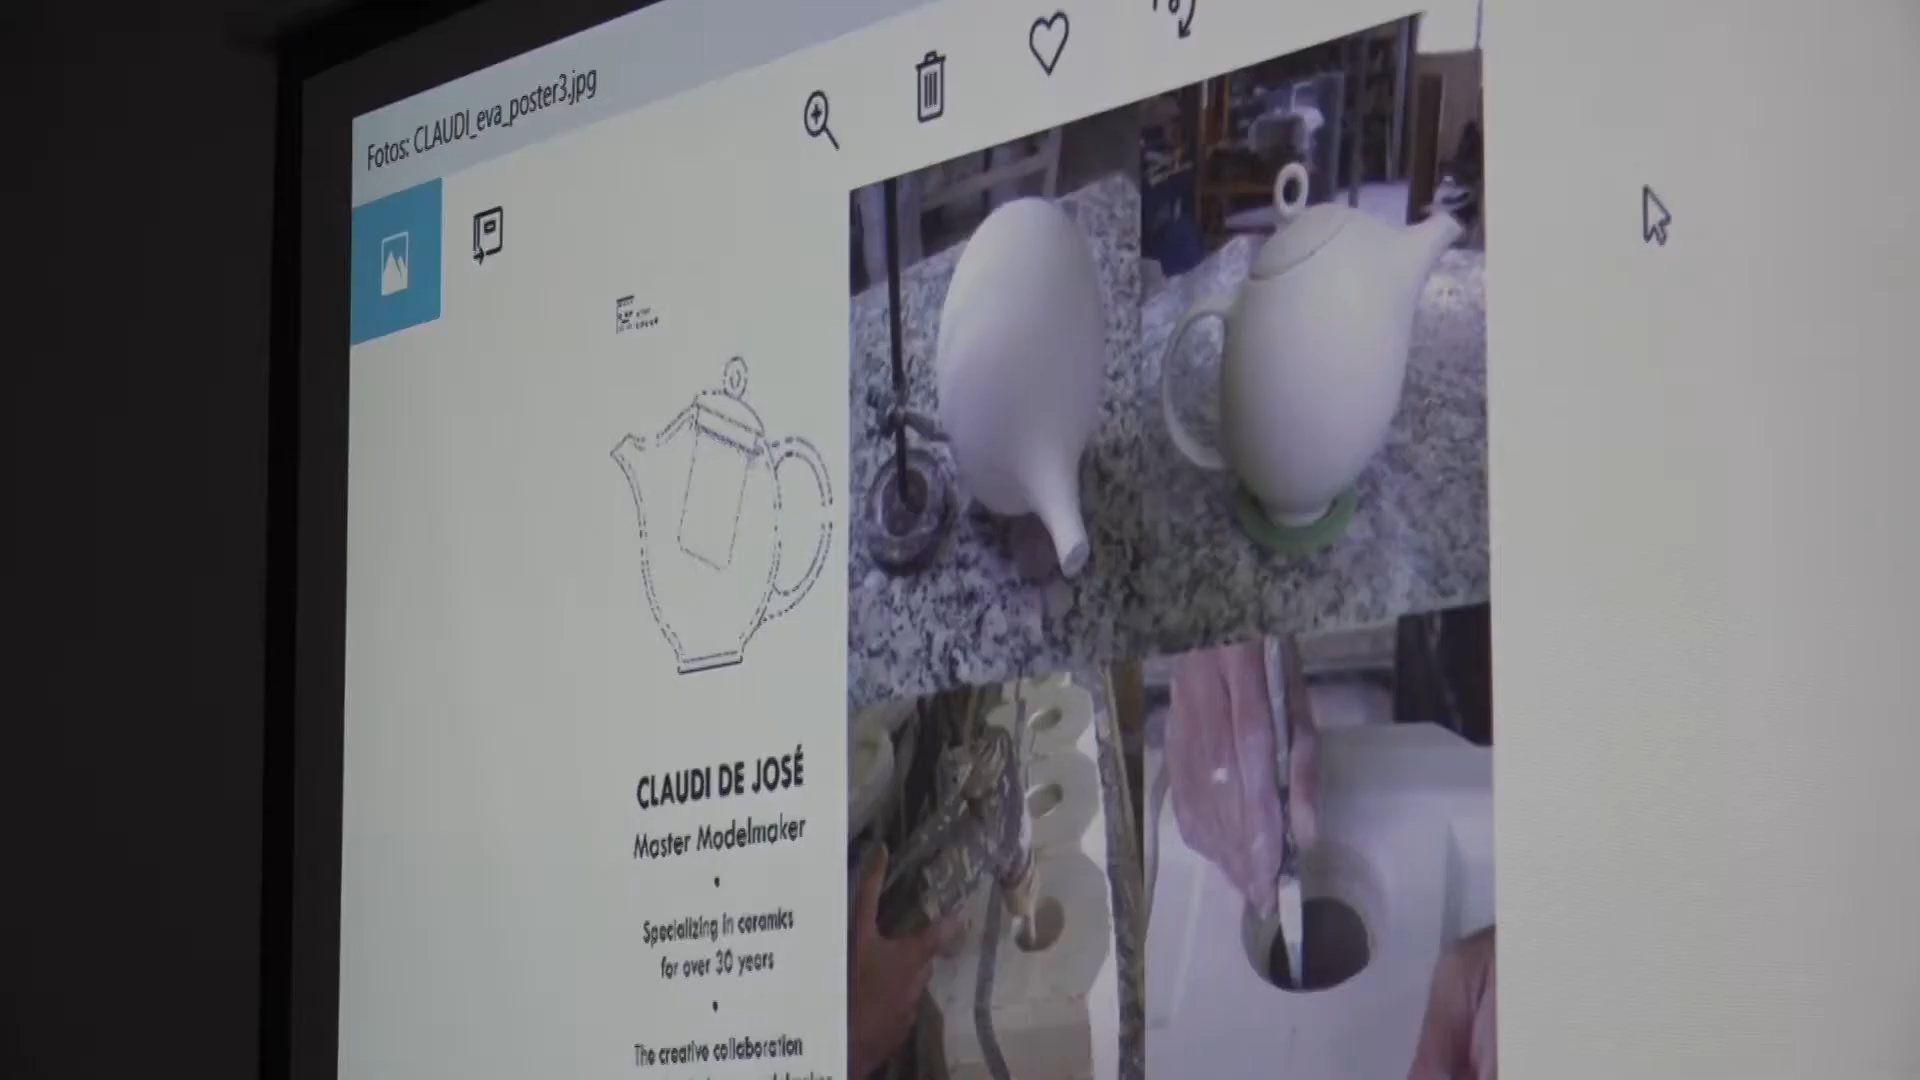 Fotos: CLAUDI_eva_poster3.jpg
CLAUDI DE JOSÉ
Master Modelmaker
•
Specializing in ceramics
for over 30 years
•
The creative collaboration